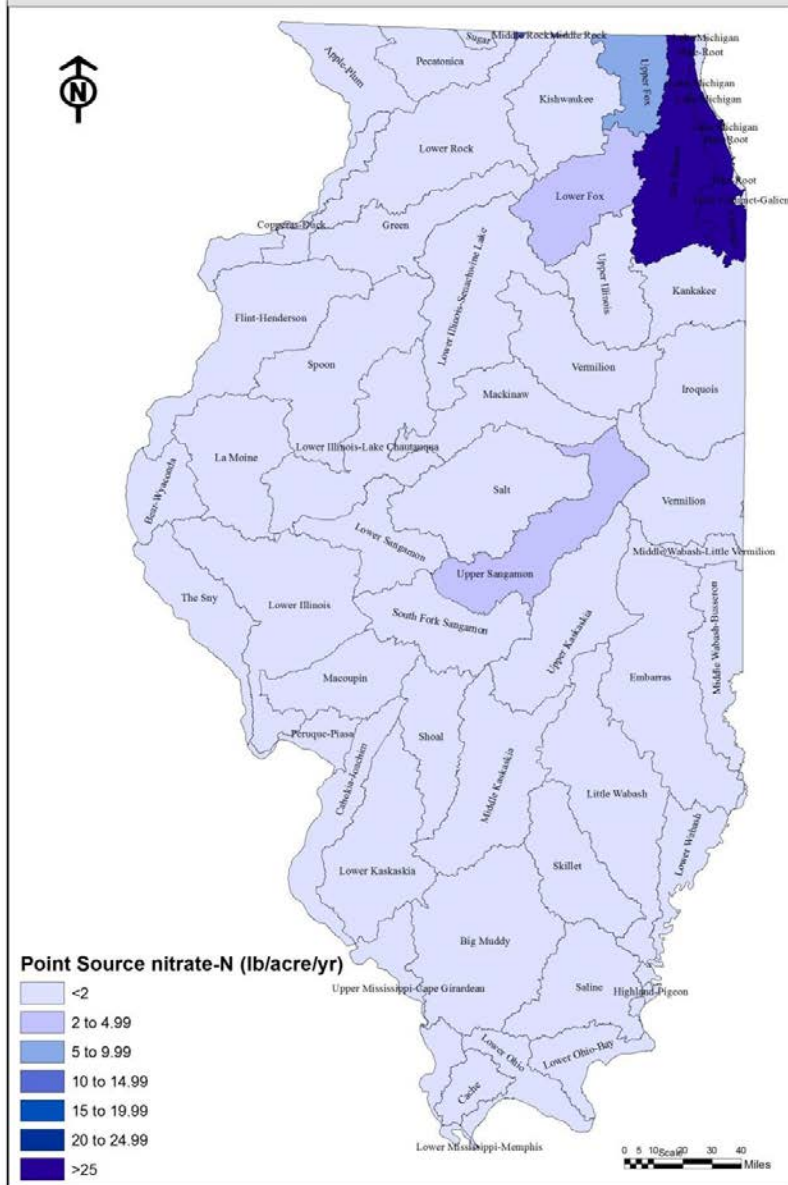 N
Sugar
Middle Rock
Middle Rock
Lake Michigan
Pike-Root
Apple-Plum
Pecatonica
Kishwaukee
Upper Fox
Lake Michigan
Lake Michigan
Lake Michigan
Pike-Root
Lower Rock
Pike-Root
Lower Fox
Copperas-Duck
Green
Lower Illinois-Senachwine Lake
Upper Illinois
Kankakee
Flint-Henderson
Spoon
Vermilion
Iroquois
Mackinaw
Lower Illinois-Lake Chautauqua
La Moine
Bear-Wyaconda
Salt
Vermilion
Lower Sangamon
Middle Wabash-Little Vermilion
Upper Sangamon
The Sny
Lower Illinois
South Fork Sangamon
Upper Kaskaskia
Middle Wabash-Busseron
Macoupin
Embarras
Peruque-Piasa
Shoal
Cahokia-Joachim
Middle Kaskaskia
Little Wabash
Lower Wabash
Lower Kaskaskia
Skillet
Big Muddy
Upper Mississippi-Cape Girardeau
Saline
Highland-Pigeon
Lower Ohio
Lower Ohio-Bay
Cache
Lower Mississippi-Memphis
Point Source nitrate-N (lb/acre/yr)
<2
2 to 4.99
5 to 9.99
10 to 14.99
15 to 19.99
20 to 24.99
>25
0 5 10 20 30 40
Scale
Miles